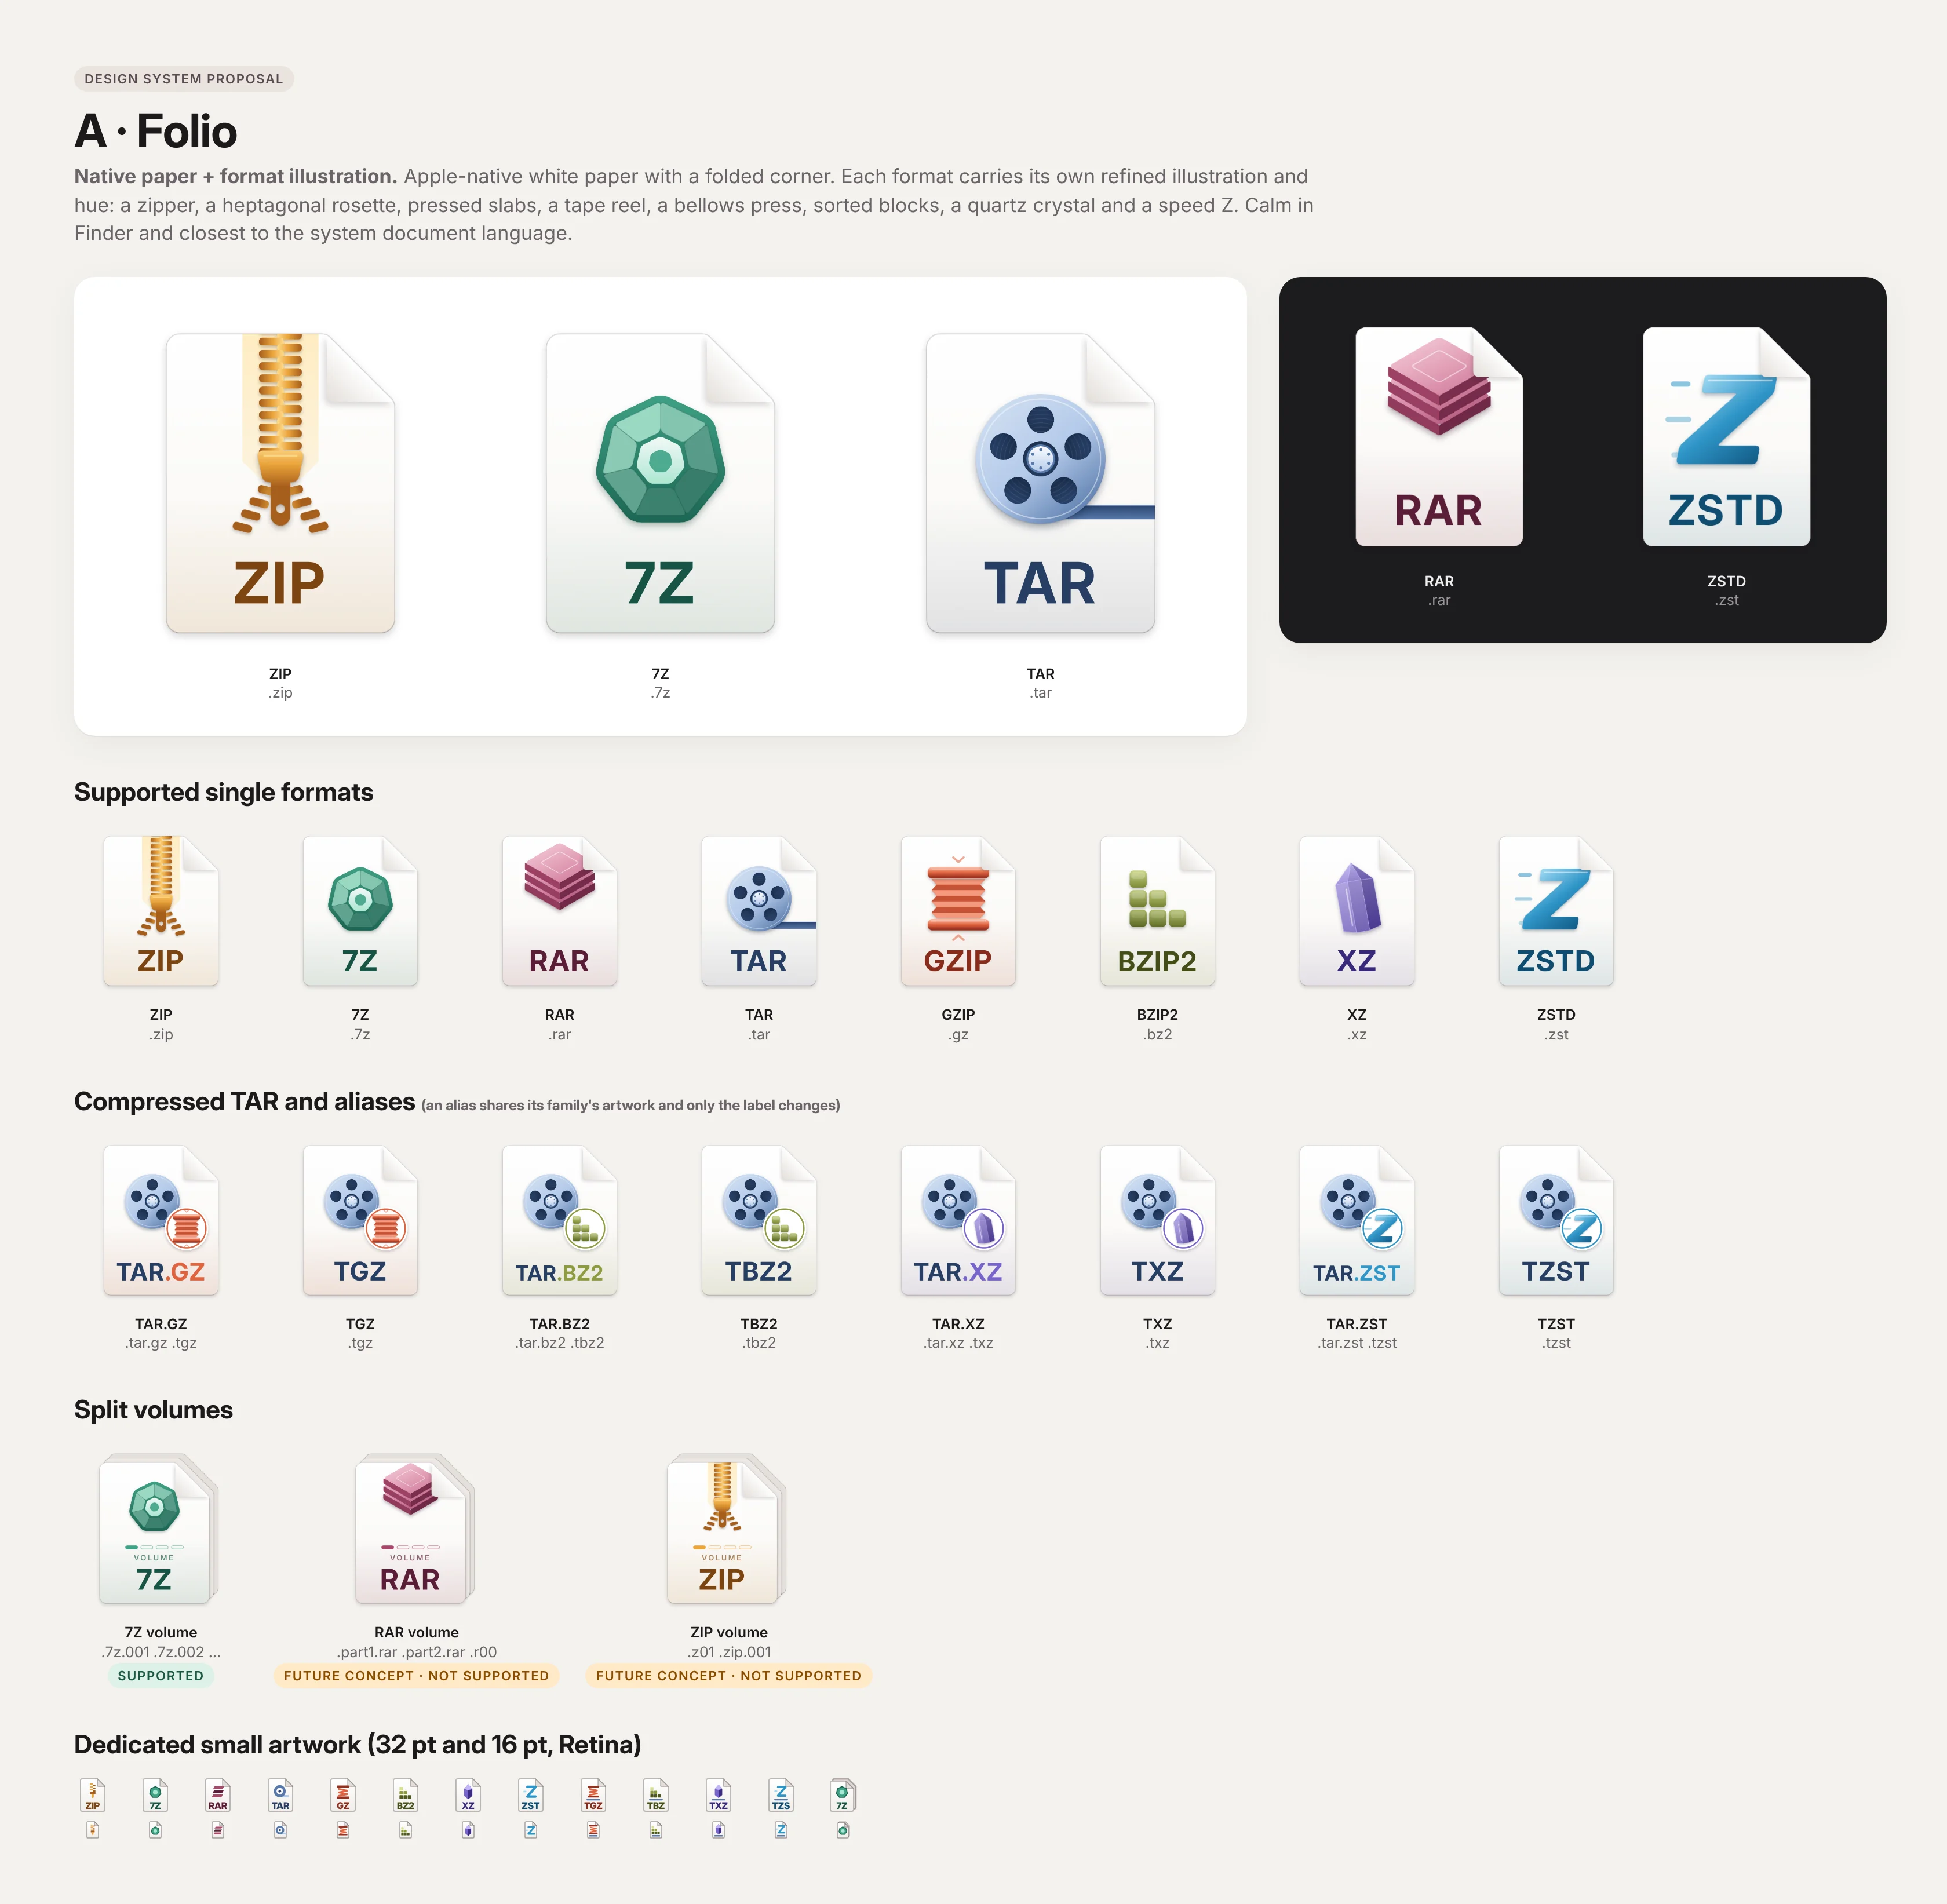 DESIGN SYSTEM PROPOSAL
A · Folio
Native paper + format illustration. Apple-native white paper with a folded corner. Each format carries its own refined illustration and
hue: a zipper, a heptagonal rosette, pressed slabs, a tape reel, a bellows press, sorted blocks, a quartz crystal and a speed Z. Calm in
Finder and closest to the system document language.
ZIP 7Z TAR RAR Z ZSTD
RAR ZSTD
.rar .zst
ZIP 7Z TAR
.zip .7z .tar
Supported single formats
Z
ZIP 7Z RAR TAR GZIP BZIP2 XZ ZSTD
ZIP 7Z RAR TAR GZIP BZIP2 XZ ZSTD
.zip .7z .rar .tar .gz .bz2 .xz .zst
Compressed TAR and aliases (an alias shares its family's artwork and only the label changes)
Z Z
TAR.GZ TGZ TAR.BZ2 TBZ2 TAR.XZ TXZ TAR.ZST TZST
TAR.GZ TGZ TAR.BZ2 TBZ2 TAR.XZ TXZ TAR.ZST TZST
.tar.gz .tgz .tgz .tar.bz2 .tbz2 .tbz2 .tar.xz .txz .txz .tar.zst .tzst .tzst
Split volumes
VOLUME VOLUME VOLUME
7Z RAR ZIP
7Z volume RAR volume ZIP volume
.7z.001 .7z.002 ... .part1.rar .part2.rar .r00 .z01 .zip.001
SUPPORTED FUTURE CONCEPT · NOT SUPPORTED FUTURE CONCEPT · NOT SUPPORTED
Dedicated small artwork (32 pt and 16 pt, Retina)
Z Z
ZIP 7Z RAR TAR GZ BZ2 XZ ZST TGZ TBZ TXZ TZS 7Z
Z Z